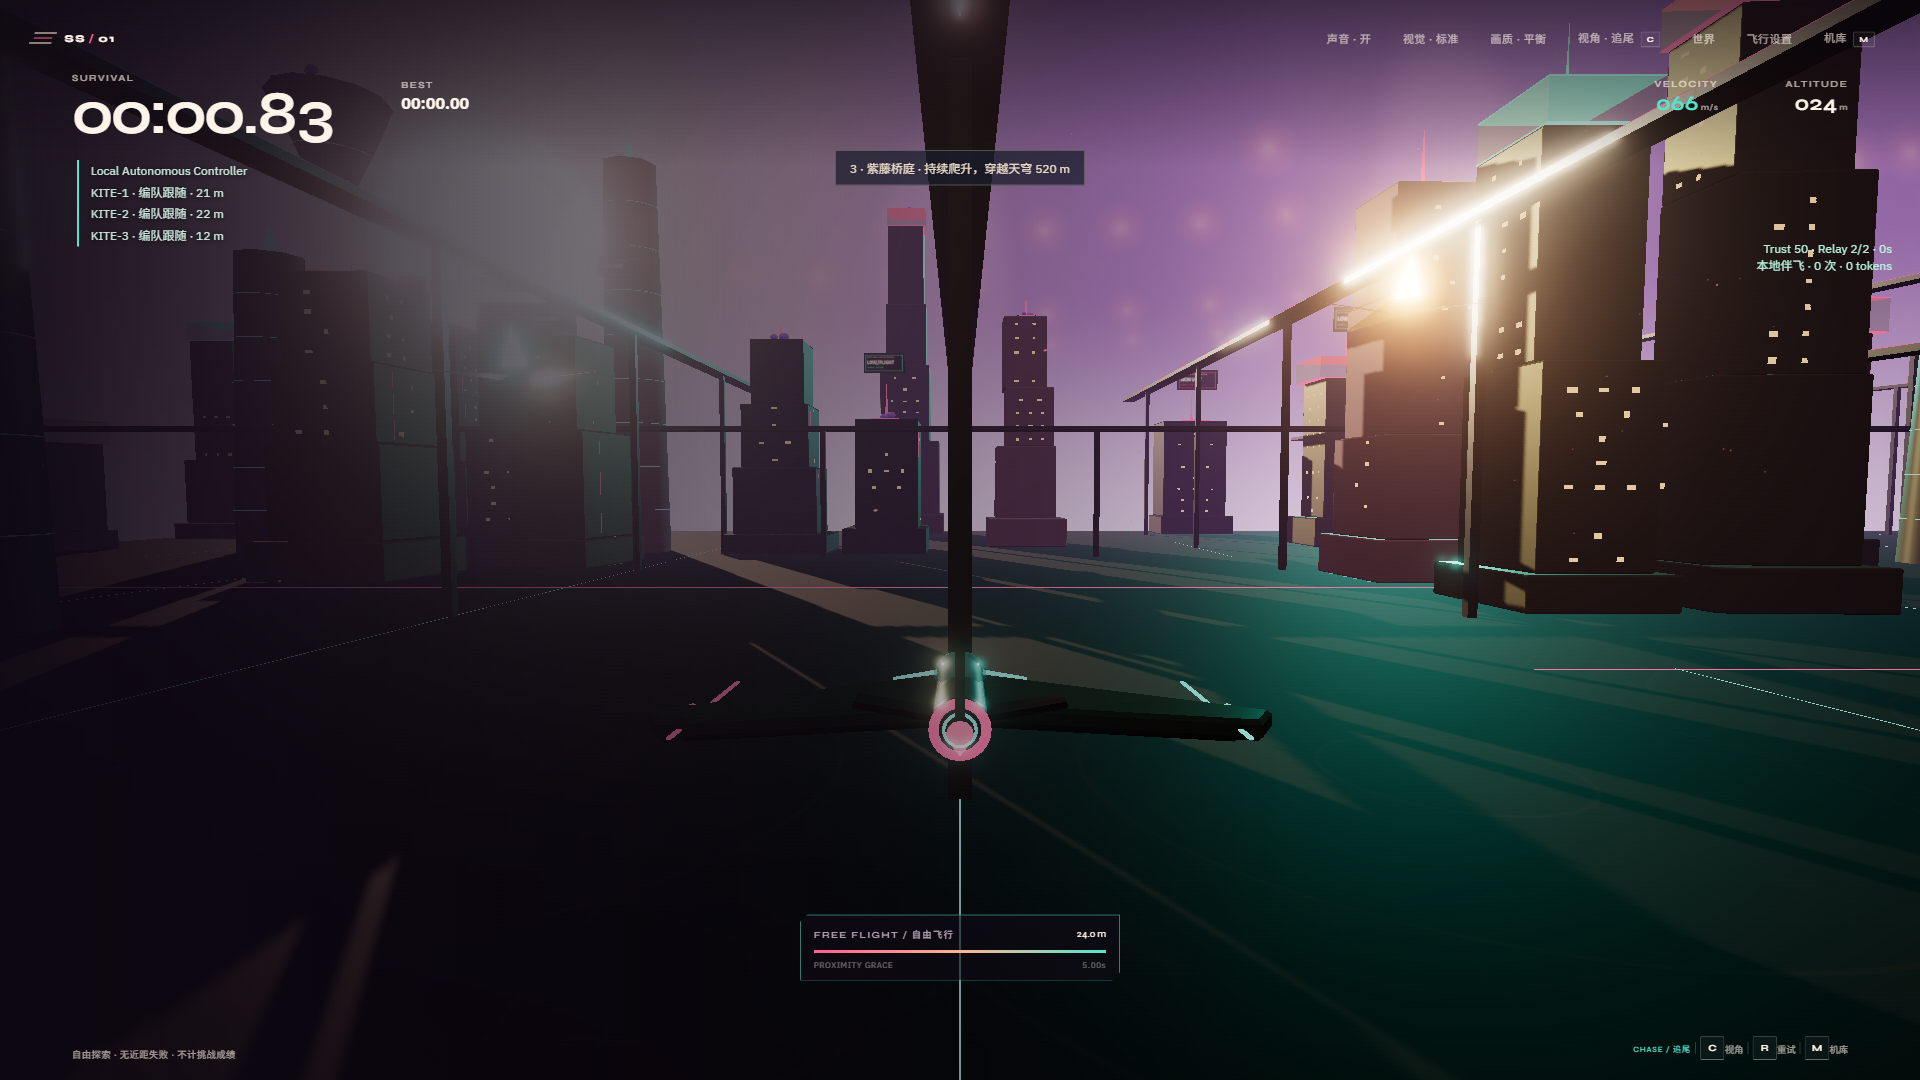 SS / 01
声音 · 开 视觉 · 标准 画质 · 平衡 视角 · 追尾 C 世界 飞行设置 机库 M
SURVIVAL
00:00.83
BEST
00:00.00
VELOCITY
066 m/s
ALTITUDE
024 m
Local Autonomous Controller
KITE-1 · 编队跟随 · 21 m
KITE-2 · 编队跟随 · 22 m
KITE-3 · 编队跟随 · 12 m
3 · 紫藤桥庭 · 持续爬升，穿越天穹 520 m
Trust 50 · Relay 2/2 · 0s
本地伴飞 · 0 次 · 0 tokens
FREE FLIGHT / 自由飞行 24.0 m
PROXIMITY GRACE 5.00s
自由探索 · 无近距失败 · 不计挑战成绩
CHASE / 追尾 C 视角 R 重试 M 机库